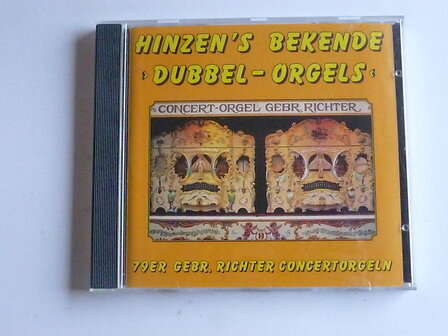 HINZEN'S BEKENDE
› DUBBEL-ORGELS ‹
CONCERT-ORGEL GEBR. RICHTER
79ER GEBR. RICHTER CONCERTORGELN